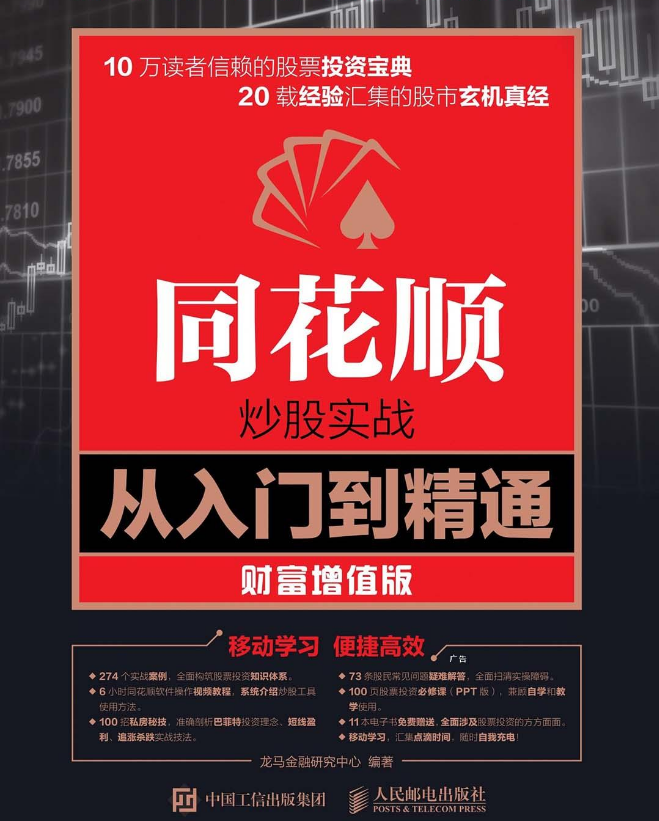 10 万读者信赖的股票投资宝典
20 载经验汇集的股市玄机真经
.7945
.7900
.7855
.7810
00
同花顺
炒股实战
从入门到精通
财富增值版
移动学习 便捷高效
广告
◆ 274 个实战案例，全面构筑股票投资知识体系。
◆ 6 小时同花顺软件操作视频教程，系统介绍炒股工具
使用方法。
◆ 100 招私房秘技，准确剖析巴菲特投资理念、短线盈
利、追涨杀跌实战技法。
◆ 73 条股民常见问题疑难解答，全面扫清实操障碍。
◆ 100 页股票投资必修课（PPT 版），兼顾自学和教
学使用。
◆ 11 本电子书免费赠送，全面涉及股票投资的方方面面。
◆ 移动学习，汇集点滴时间，随时自我充电！
龙马金融研究中心 编著
中国工信出版集团
人民邮电出版社
POSTS & TELECOM PRESS